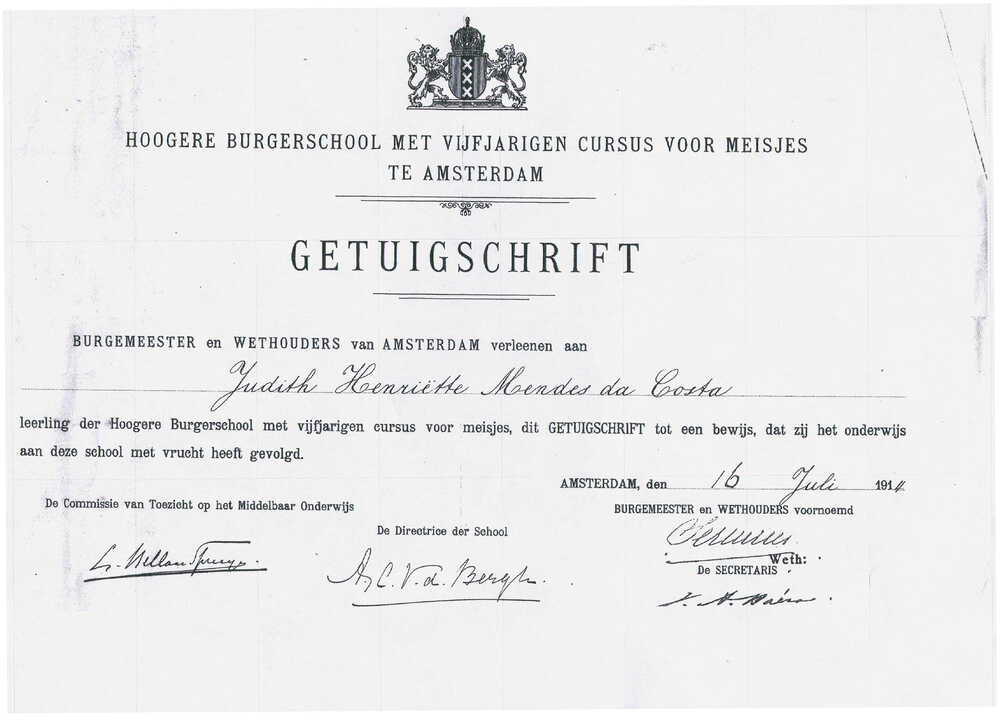 HOOGERE BURGERSCHOOL MET VIJFJARIGEN CURSUS VOOR MEISJES
TE AMSTERDAM
GETUIGSCHRIFT
BURGEMEESTER en WETHOUDERS van AMSTERDAM verleenen aan
Judith Henriëtte Mendes da Costa
leerling der Hoogere Burgerschool met vijfjarigen cursus voor meisjes, dit GETUIGSCHRIFT tot een bewijs, dat zij het onderwijs
aan deze school met vrucht heeft gevolgd.
AMSTERDAM, den 16 Juli 1914
De Commissie van Toezicht op het Middelbaar Onderwijs
BURGEMEESTER en WETHOUDERS voornoemd
De Directrice der School
Weth:
De SECRETARIS
A. C. V. d. Bergh.